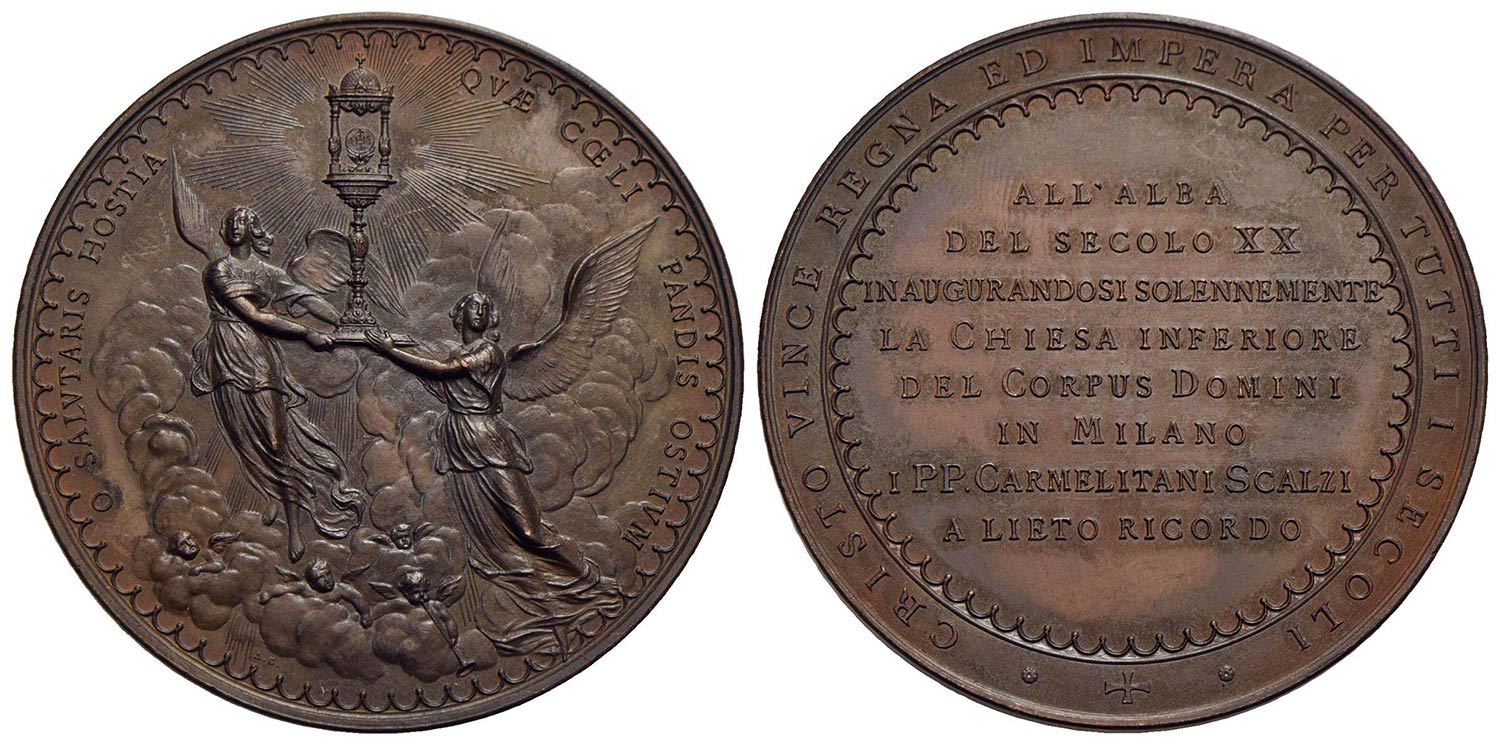 O SALVTARIS HOSTIA QVÆ CŒLI PANDIS OSTIVM
CRISTO VINCE REGNA ED IMPERA PER TUTTI I SECOLI
ALL'ALBA
DEL SECOLO XX
INAUGURANDOSI SOLENNEMENTE
LA CHIESA INFERIORE
DEL CORPUS DOMINI
IN MILANO
I PP. CARMELITANI SCALZI
A LIETO RICORDO